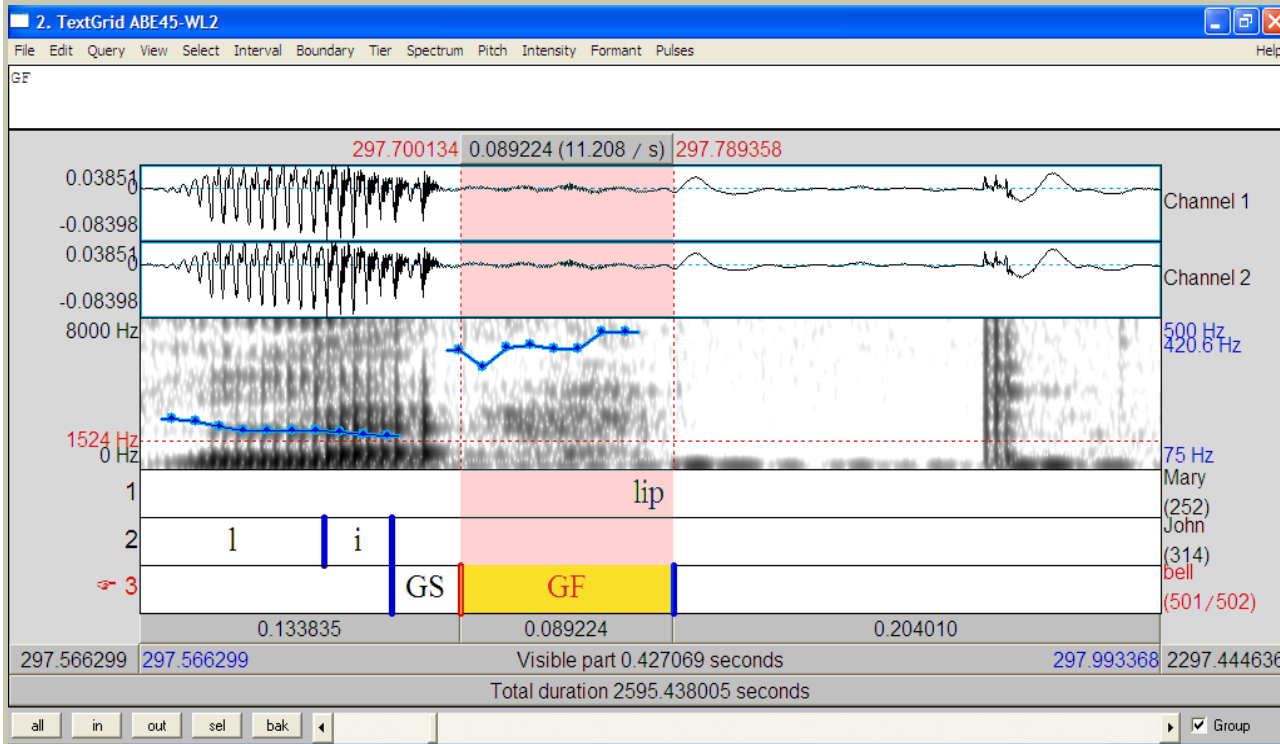 2. TextGrid ABE45-WL2
File Edit Query View Select Interval Boundary Tier Spectrum Pitch Intensity Formant Pulses Help
GF
297.700134 0.089224 (11.208 / s) 297.789358
0.03851
0
-0.08398
Channel 1
0.03851
0
-0.08398
Channel 2
8000 Hz
1524 Hz
0 Hz
500 Hz
420.6 Hz
75 Hz
1 lip Mary (252)
2 l i John (314)
☞ 3 GS GF bell (501/502)
0.133835 0.089224 0.204010
297.566299 297.566299 Visible part 0.427069 seconds 297.993368 2297.444636
Total duration 2595.438005 seconds
all in out sel bak Group